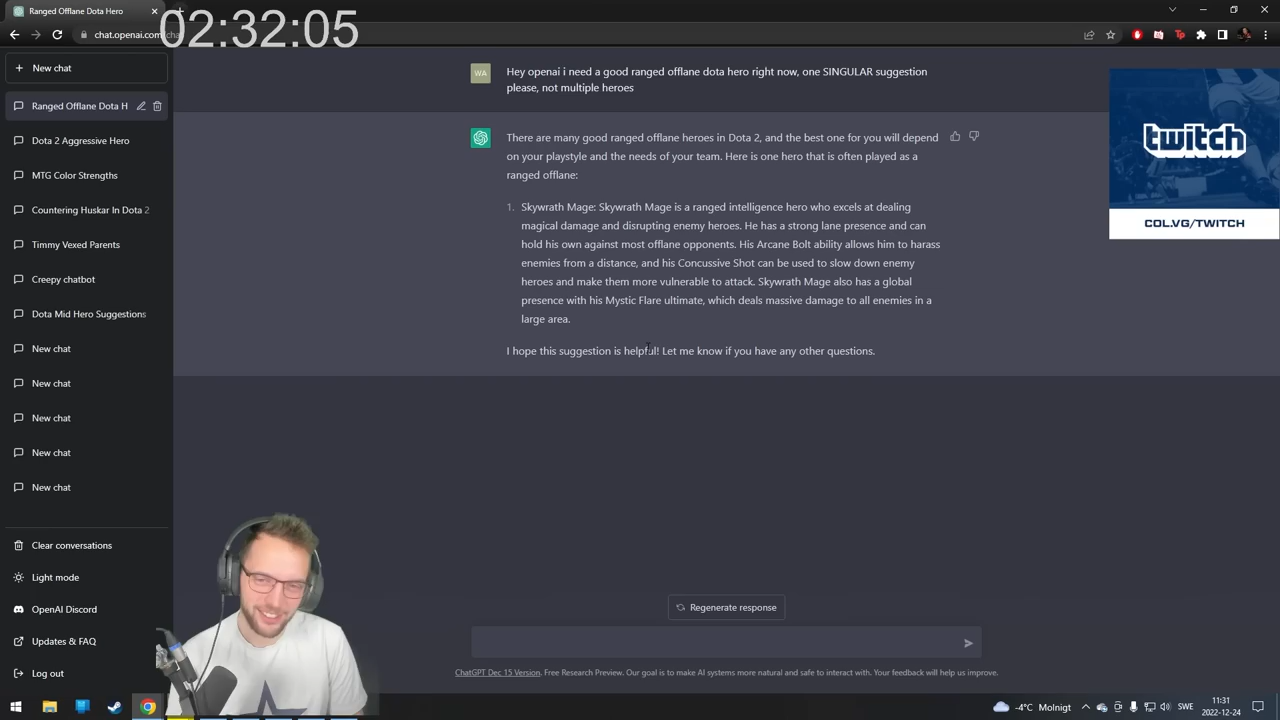 Ranged Offlane Dota Hero
02:32:05
chat.openai.com/cha
New chat
Ranged Offlane Dota H
Dota 2 Aggressive Hero
MTG Color Strengths
Countering Huskar In Dota 2
Timmy Vexed Parents
Creepy chatbot
Dota Mid Hero Suggestions
New chat
New chat
New chat
New chat
New chat
Clear conversations
Light mode
OpenAI Discord
Updates & FAQ
Log out
WA
Hey openai i need a good ranged offlane dota hero right now, one SINGULAR suggestion
please, not multiple heroes
There are many good ranged offlane heroes in Dota 2, and the best one for you will depend
on your playstyle and the needs of your team. Here is one hero that is often played as a
ranged offlane:
1. Skywrath Mage: Skywrath Mage is a ranged intelligence hero who excels at dealing
magical damage and disrupting enemy heroes. He has a strong lane presence and can
hold his own against most offlane opponents. His Arcane Bolt ability allows him to harass
enemies from a distance, and his Concussive Shot can be used to slow down enemy
heroes and make them more vulnerable to attack. Skywrath Mage also has a global
presence with his Mystic Flare ultimate, which deals massive damage to all enemies in a
large area.
I hope this suggestion is helpful! Let me know if you have any other questions.
Regenerate response
ChatGPT Dec 15 Version. Free Research Preview. Our goal is to make AI systems more natural and safe to interact with. Your feedback will help us improve.
twitch
COL.VG/TWITCH
Tp
-4°C Molnigt
SWE
11:31
2022-12-24